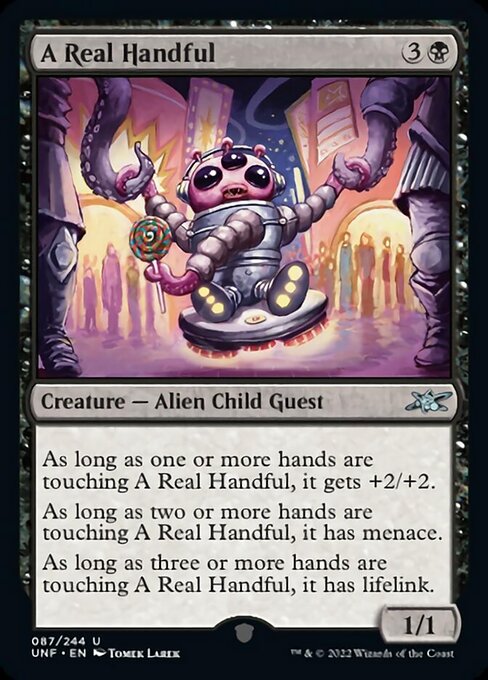 A Real Handful 3
Creature — Alien Child Guest
As long as one or more hands are
touching A Real Handful, it gets +2/+2.
As long as two or more hands are
touching A Real Handful, it has menace.
As long as three or more hands are
touching A Real Handful, it has lifelink.
1/1
087/244 U
UNF • EN Tomek Larek
™ & © 2022 Wizards of the Coast